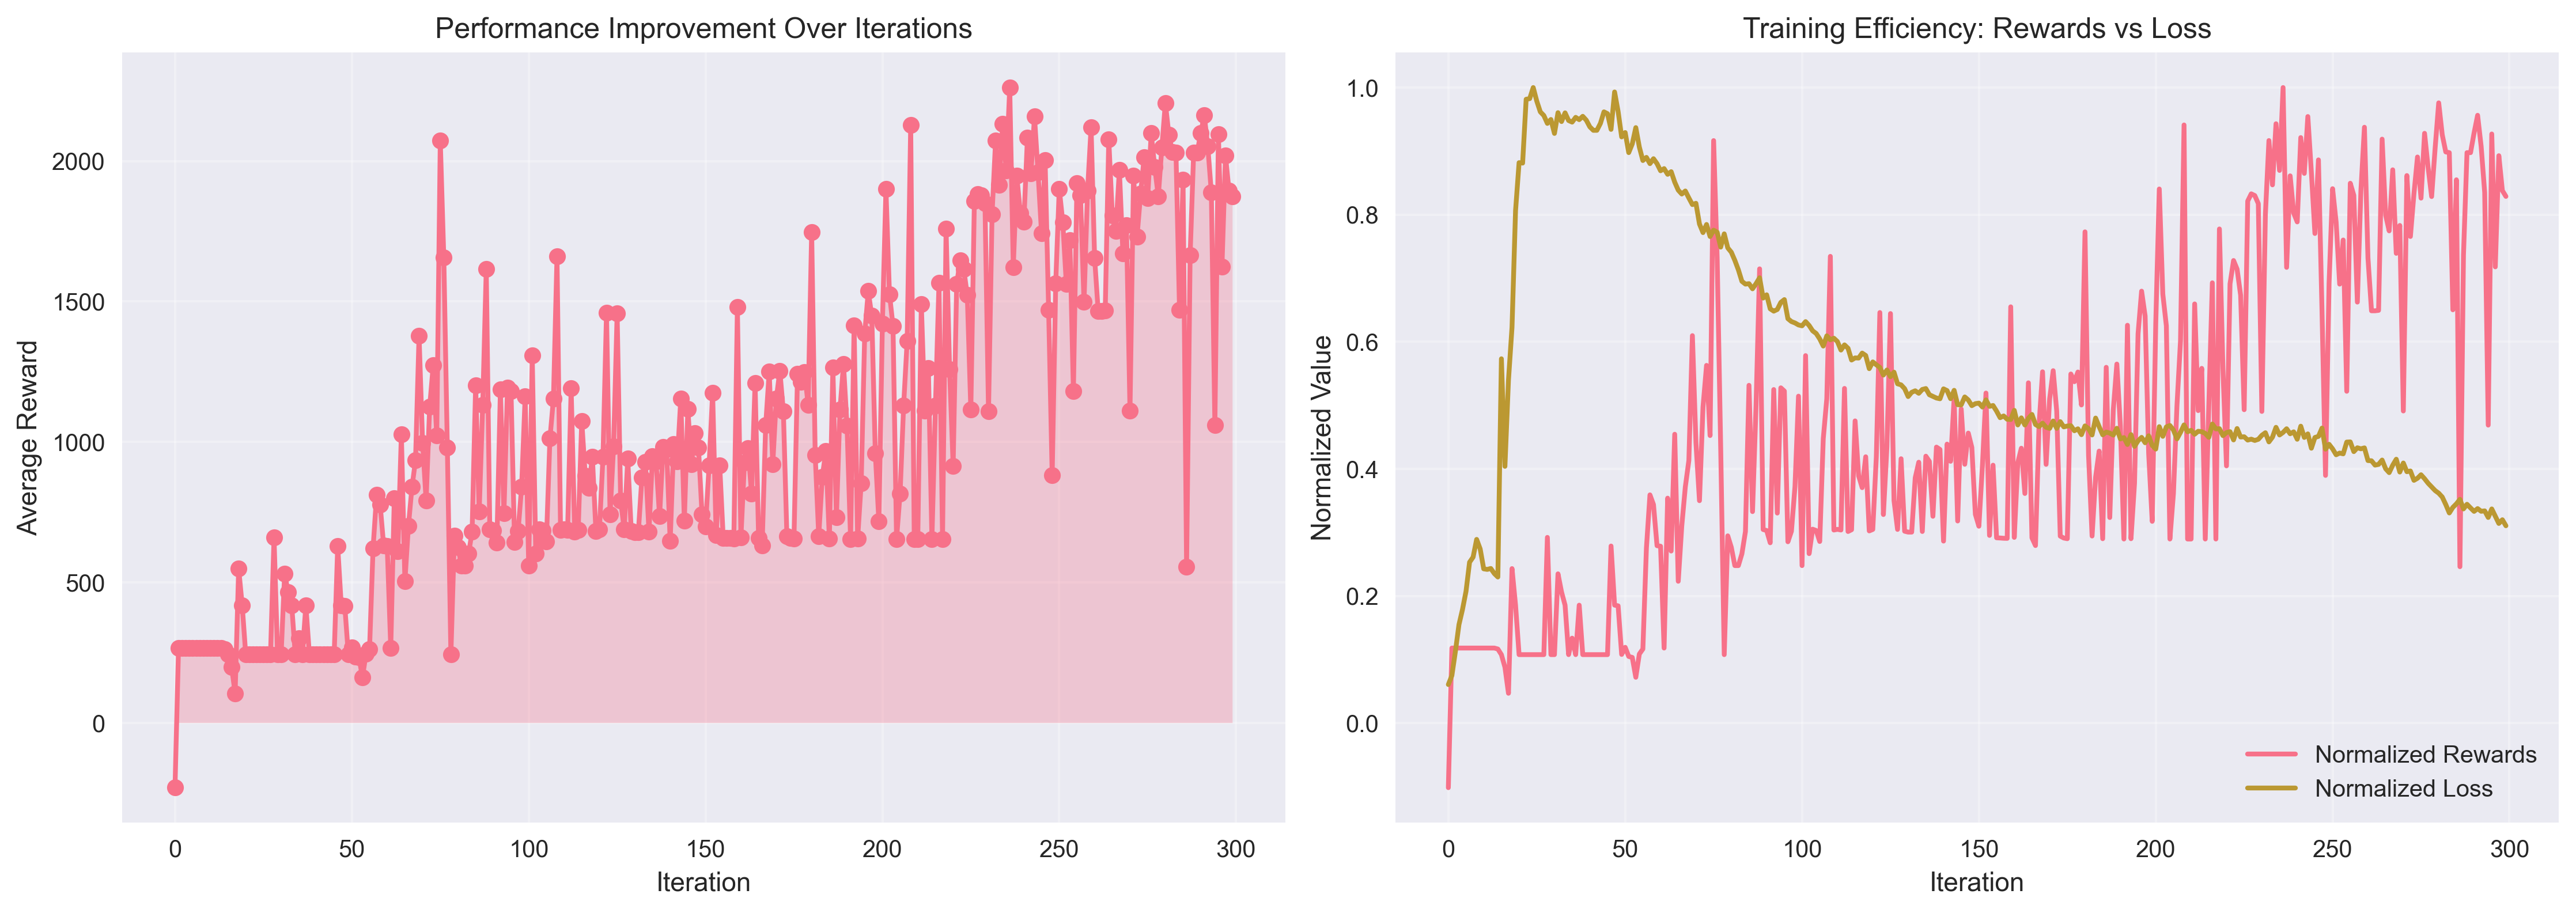 Performance Improvement Over Iterations
Average Reward
2000
1500
1000
500
0
0 50 100 150 200 250 300
Iteration
Training Efficiency: Rewards vs Loss
Normalized Value
1.0
0.8
0.6
0.4
0.2
0.0
Normalized Rewards
Normalized Loss
0 50 100 150 200 250 300
Iteration